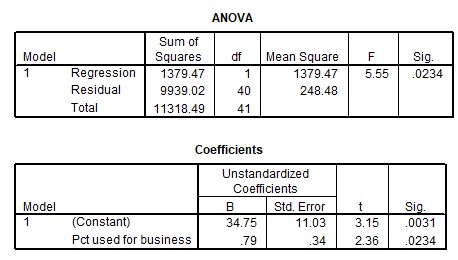 ANOVA
Model Sum of Squares df Mean Square F Sig.
1 Regression 1379.47 1 1379.47 5.55 .0234
Residual 9939.02 40 248.48
Total 11318.49 41
Coefficients
Unstandardized Coefficients
Model B Std. Error t Sig.
1 (Constant) 34.75 11.03 3.15 .0031
Pct used for business .79 .34 2.36 .0234